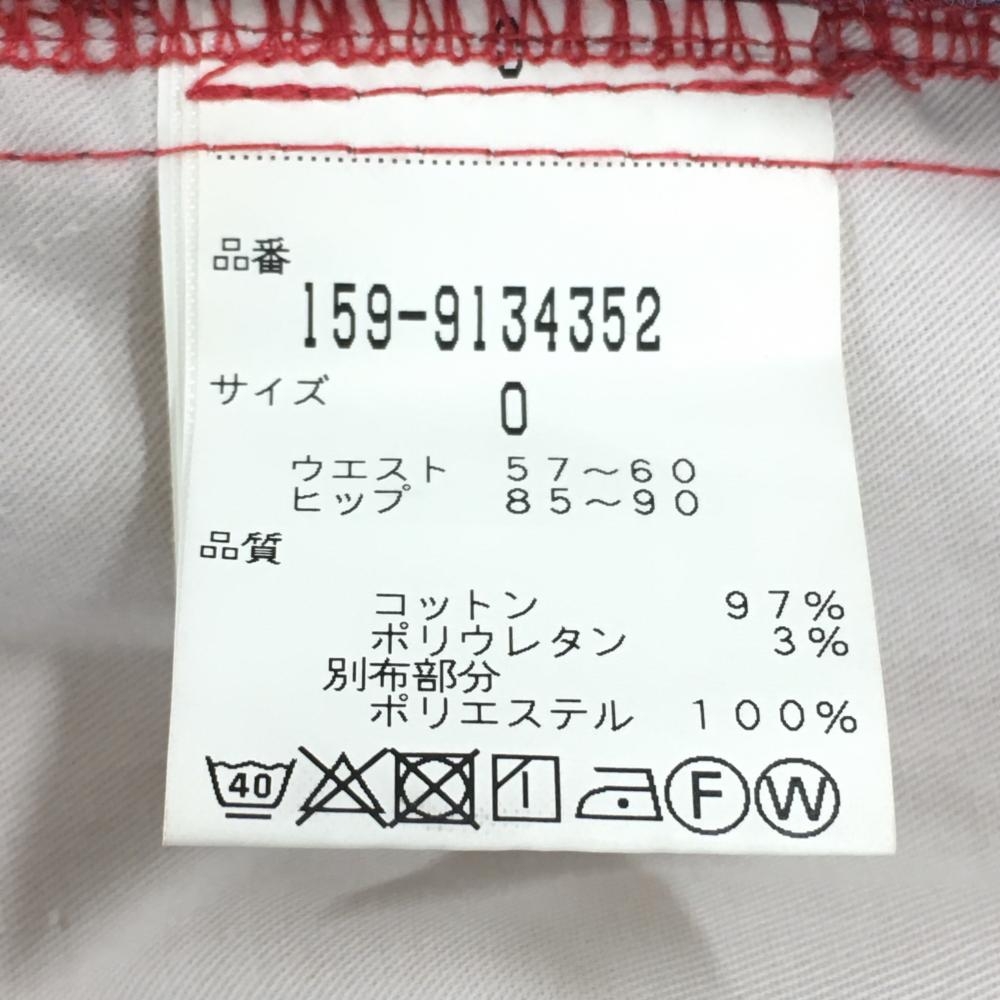 品番
159-9134352
サイズ 0
ウエスト 57～60
ヒップ 85～90
品質
コットン 97%
ポリウレタン 3%
別布部分
ポリエステル 100%
40 F W